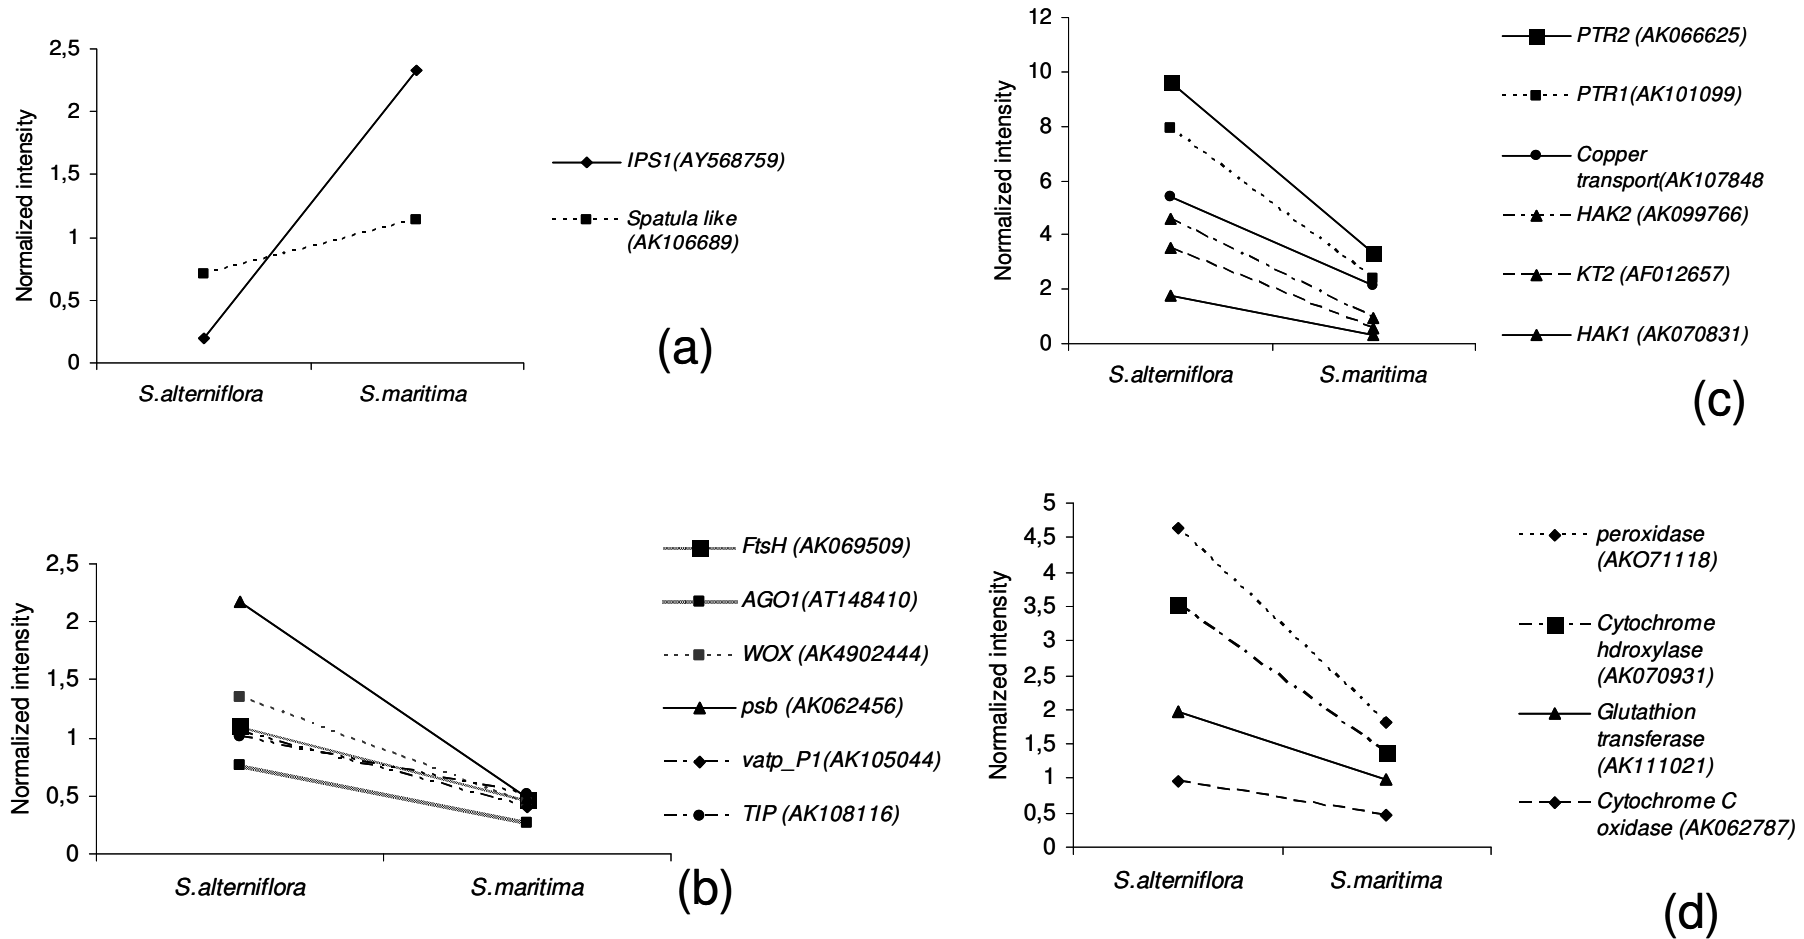 2,5
2
1,5
1
0,5
0
Normalized intensity
S.alterniflora
S.maritima
IPS1(AY568759)
Spatula like
(AK106689)
(a)
12
10
8
6
4
2
0
Normalized intensity
S.alterniflora
S.maritima
PTR2 (AK066625)
PTR1(AK101099)
Copper
transport(AK107848
HAK2 (AK099766)
KT2 (AF012657)
HAK1 (AK070831)
(c)
2,5
2
1,5
1
0,5
0
Normalized intensity
S.alterniflora
S.maritima
FtsH (AK069509)
AGO1(AT148410)
WOX (AK4902444)
psb (AK062456)
vatp_P1(AK105044)
TIP (AK108116)
(b)
5
4,5
4
3,5
3
2,5
2
1,5
1
0,5
0
Normalized intensity
S.alterniflora
S.maritima
peroxidase
(AKO71118)
Cytochrome
hdroxylase
(AK070931)
Glutathion
transferase
(AK111021)
Cytochrome C
oxidase (AK062787)
(d)